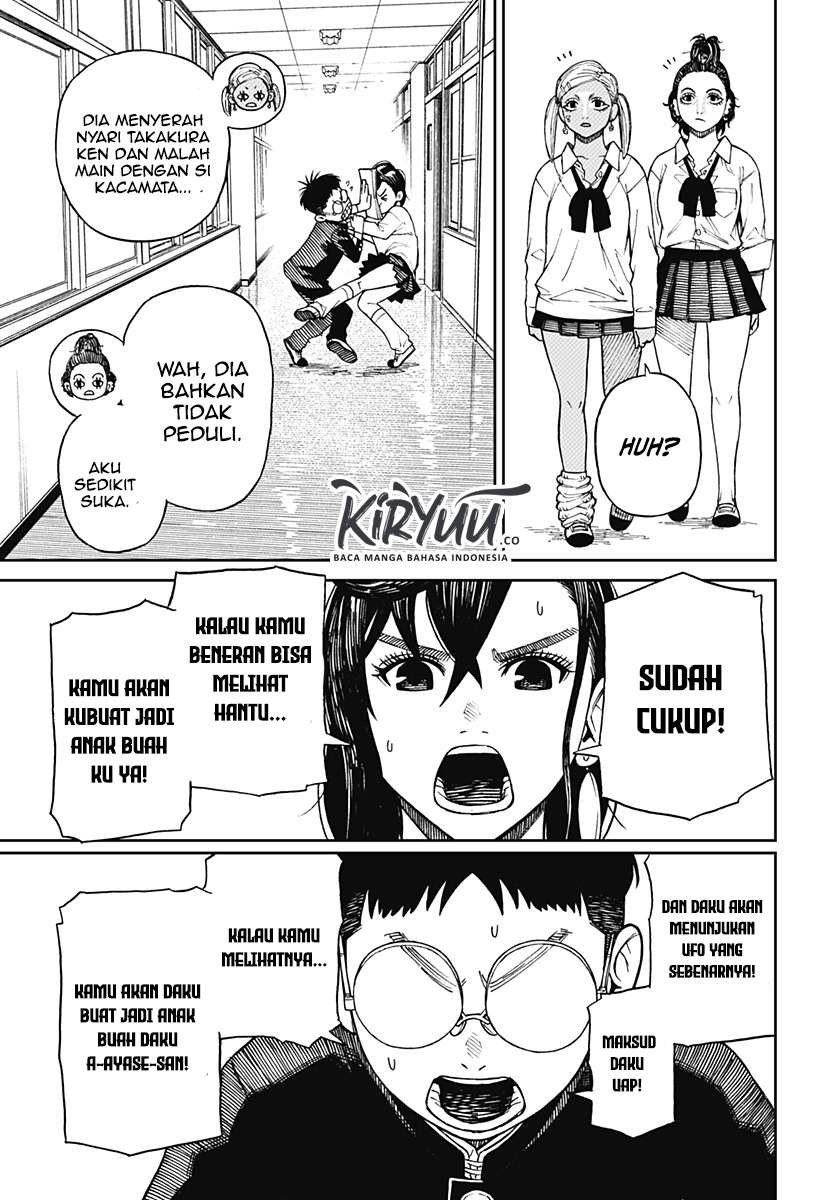 HUH?
DIA MENYERAH
NYARI TAKAKURA
KEN DAN MALAH
MAIN DENGAN SI
KACAMATA...
WAH, DIA
BAHKAN
TIDAK
PEDULI.
AKU
SEDIKIT
SUKA.
KIRYUU.CO
BACA MANGA BAHASA INDONESIA
SUDAH
CUKUP!
KALAU KAMU
BENERAN BISA
MELIHAT
HANTU...
KAMU AKAN
KUBUAT JADI
ANAK BUAH
KU YA!
DAN DAKU AKAN
MENUNJUKAN
UFO YANG
SEBENARNYA!
MAKSUD
DAKU
UAP!
KALAU KAMU
MELIHATNYA...
KAMU AKAN DAKU
BUAT JADI ANAK
BUAH DAKU
A-AYASE-SAN!